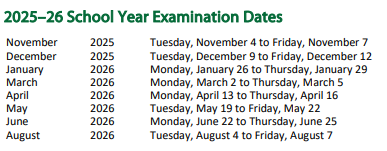 2025–26 School Year Examination Dates
November 2025 Tuesday, November 4 to Friday, November 7
December 2025 Tuesday, December 9 to Friday, December 12
January 2026 Monday, January 26 to Thursday, January 29
March 2026 Monday, March 2 to Thursday, March 5
April 2026 Monday, April 13 to Thursday, April 16
May 2026 Tuesday, May 19 to Friday, May 22
June 2026 Monday, June 22 to Thursday, June 25
August 2026 Tuesday, August 4 to Friday, August 7